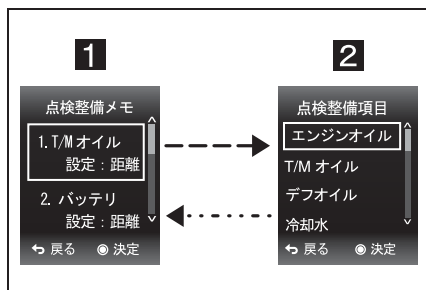 1
点検整備メモ
1.T/Mオイル
設定：距離
2. バッテリ
設定：距離
戻る 決定
2
点検整備項目
エンジンオイル
T/M オイル
デフオイル
冷却水
戻る 決定